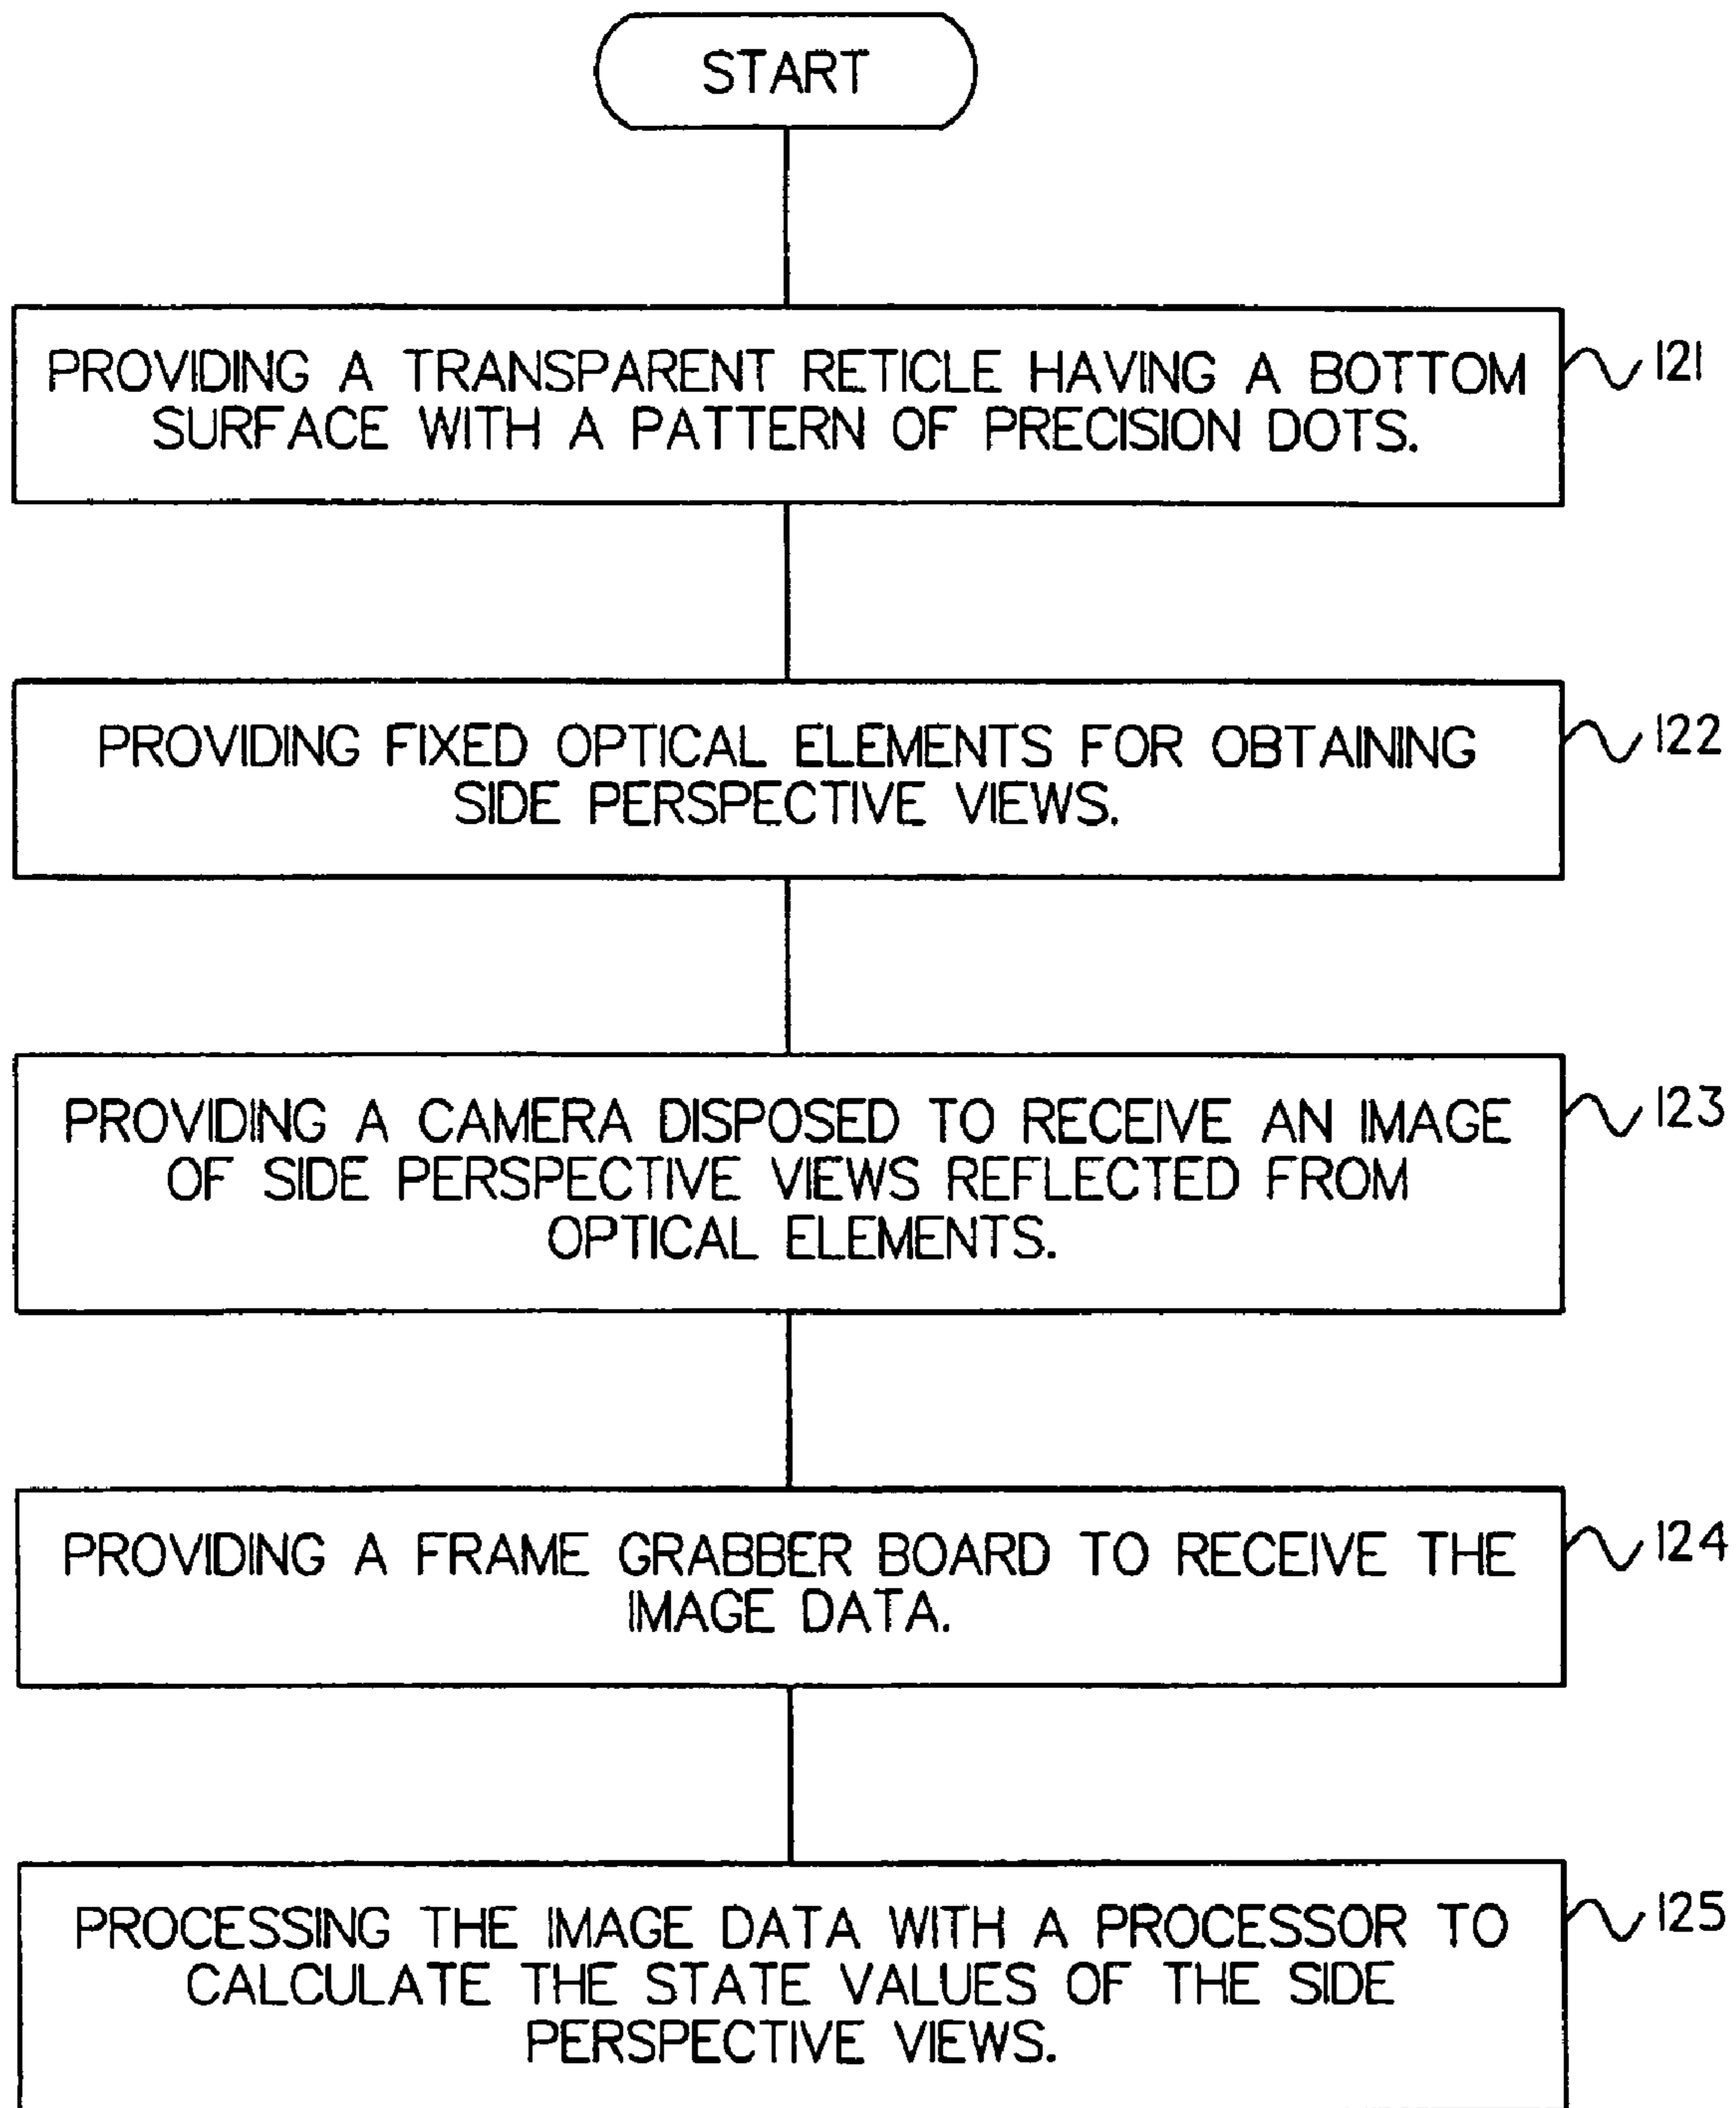 START
PROVIDING A TRANSPARENT RETICLE HAVING A BOTTOM
SURFACE WITH A PATTERN OF PRECISION DOTS.
121
PROVIDING FIXED OPTICAL ELEMENTS FOR OBTAINING
SIDE PERSPECTIVE VIEWS.
122
PROVIDING A CAMERA DISPOSED TO RECEIVE AN IMAGE
OF SIDE PERSPECTIVE VIEWS REFLECTED FROM
OPTICAL ELEMENTS.
123
PROVIDING A FRAME GRABBER BOARD TO RECEIVE THE
IMAGE DATA.
124
PROCESSING THE IMAGE DATA WITH A PROCESSOR TO
CALCULATE THE STATE VALUES OF THE SIDE
PERSPECTIVE VIEWS.
125